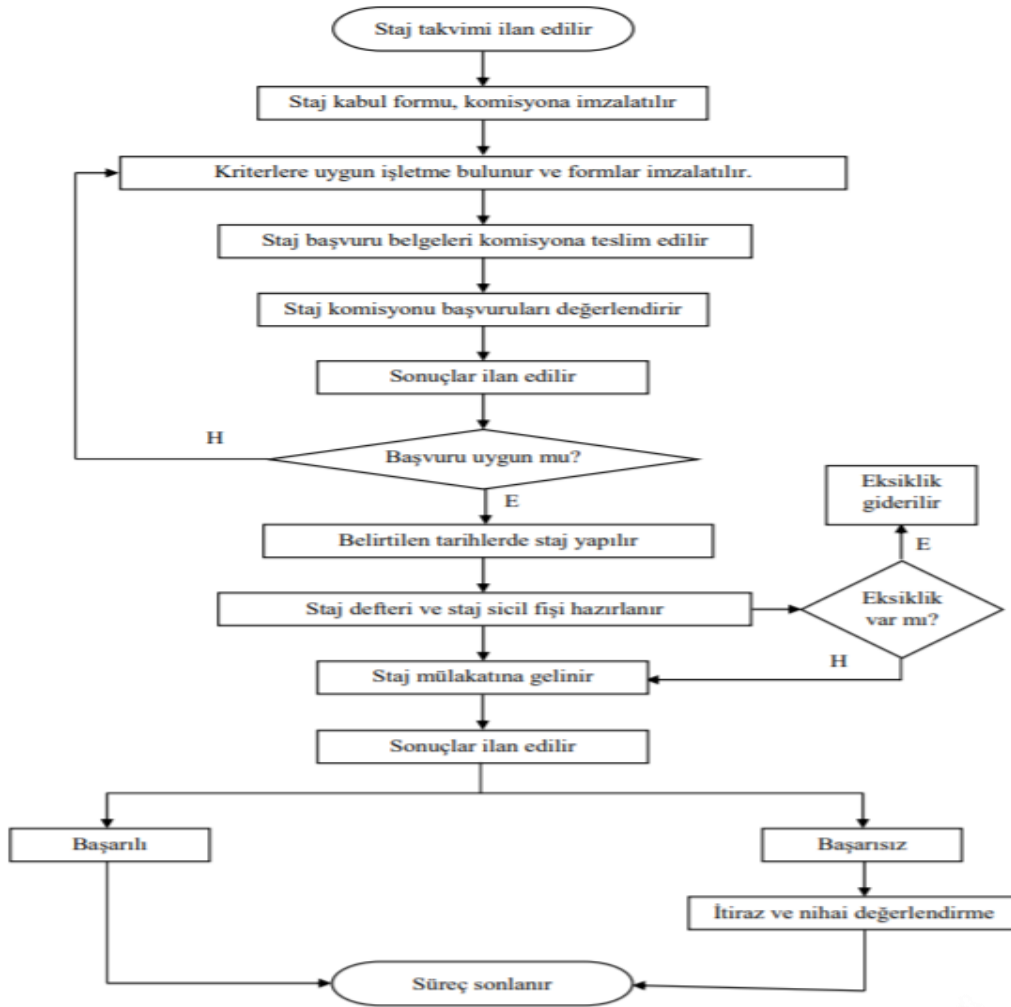 Staj takvimi ilan edilir
Staj kabul formu, komisyona imzalatılır
Kriterlere uygun işletme bulunur ve formlar imzalatılır.
Staj başvuru belgeleri komisyona teslim edilir
Staj komisyonu başvuruları değerlendirir
Sonuçlar ilan edilir
H
Başvuru uygun mu?
E
Eksiklik
giderilir
E
Belirtilen tarihlerde staj yapılır
Staj defteri ve staj sicil fişi hazırlanır
Eksiklik
var mı?
H
Staj mülakatına gelinir
Sonuçlar ilan edilir
Başarılı
Başarısız
İtiraz ve nihai değerlendirme
Süreç sonlanır